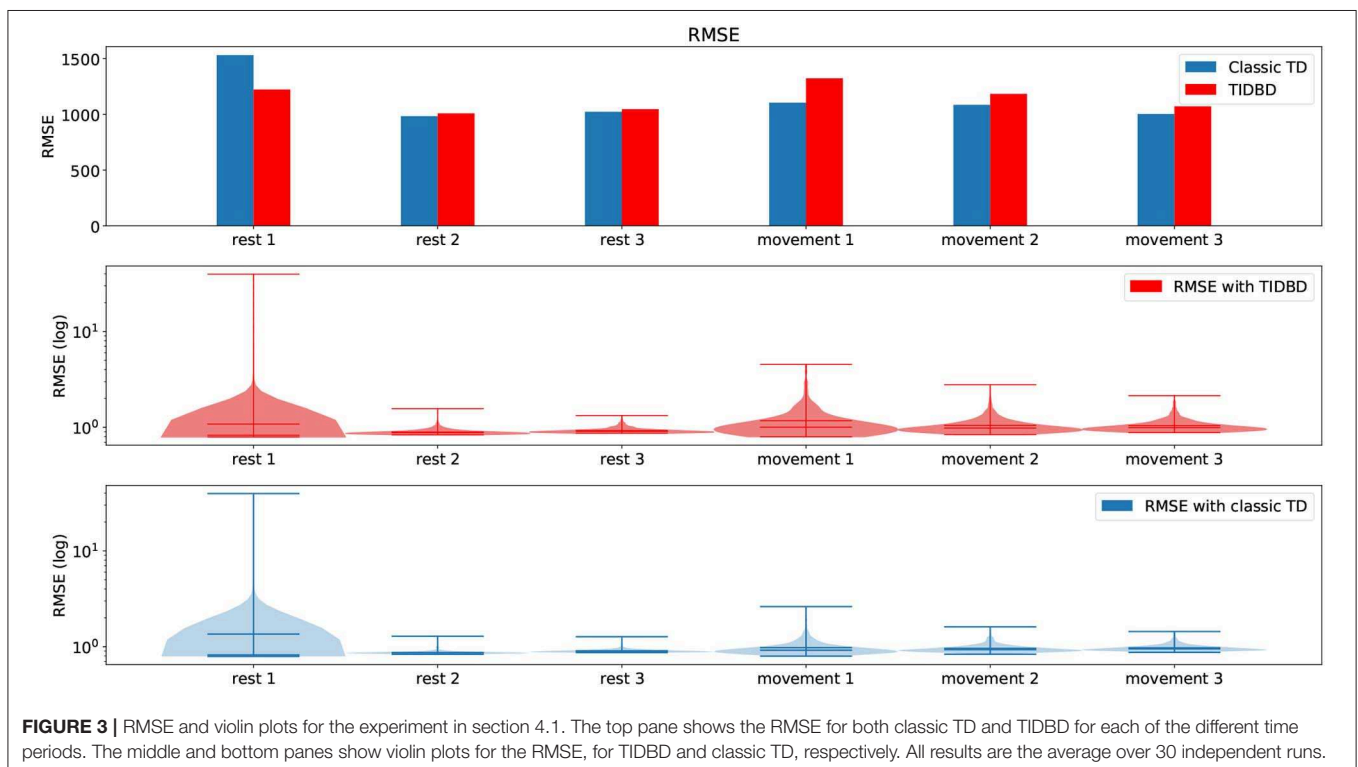 RMSE
1500
1000
500
0
RMSE
Classic TD
TIDBD
rest 1
rest 2
rest 3
movement 1
movement 2
movement 3
RMSE with TIDBD
10¹
10⁰
RMSE (log)
rest 1
rest 2
rest 3
movement 1
movement 2
movement 3
RMSE with classic TD
10¹
10⁰
RMSE (log)
rest 1
rest 2
rest 3
movement 1
movement 2
movement 3
FIGURE 3 | RMSE and violin plots for the experiment in section 4.1. The top pane shows the RMSE for both classic TD and TIDBD for each of the different time
periods. The middle and bottom panes show violin plots for the RMSE, for TIDBD and classic TD, respectively. All results are the average over 30 independent runs.